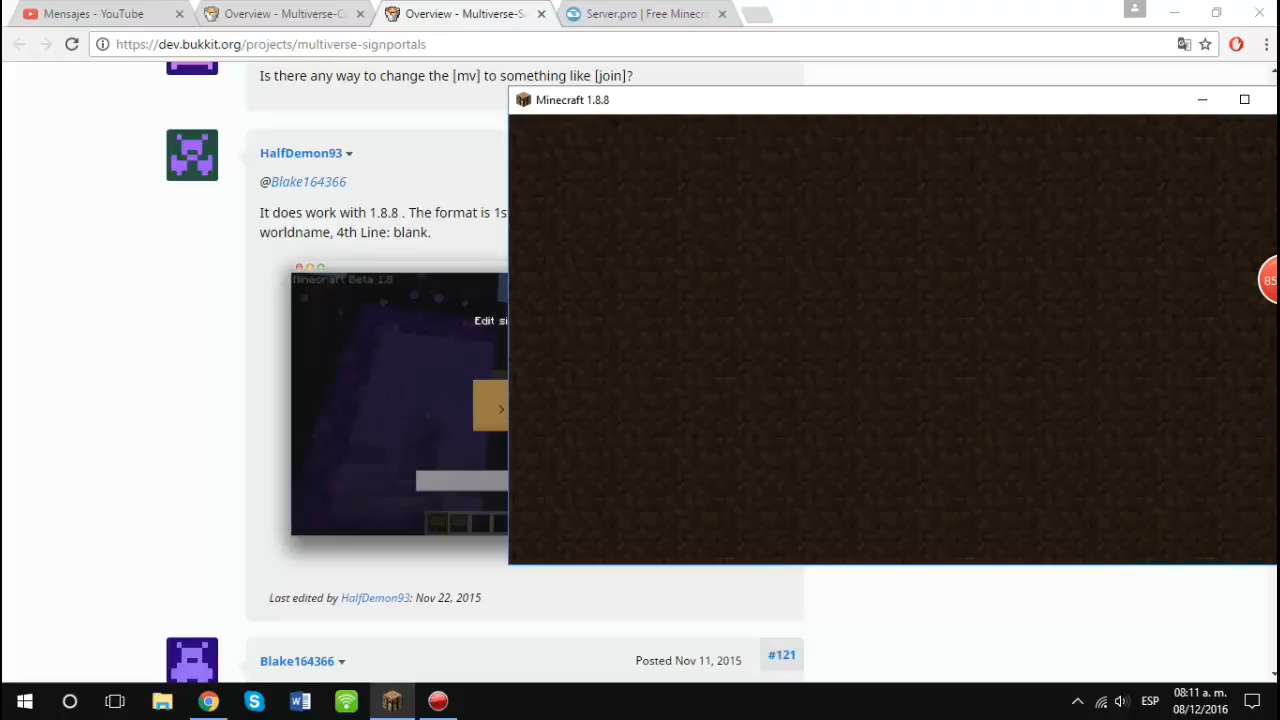 Mensajes - YouTube
Overview - Multiverse-C
Overview - Multiverse-S
Server.pro | Free Minecr
https://dev.bukkit.org/projects/multiverse-signportals
Is there any way to change the [mv] to something like [join]?
Minecraft 1.8.8
HalfDemon93
@Blake164366
It does work with 1.8.8 . The format is 1s
worldname, 4th Line: blank.
Minecraft Beta 1.8
Edit si
>
85
Last edited by HalfDemon93: Nov 22, 2015
Blake164366
Posted Nov 11, 2015
#121
ESP
08:11 a. m.
08/12/2016